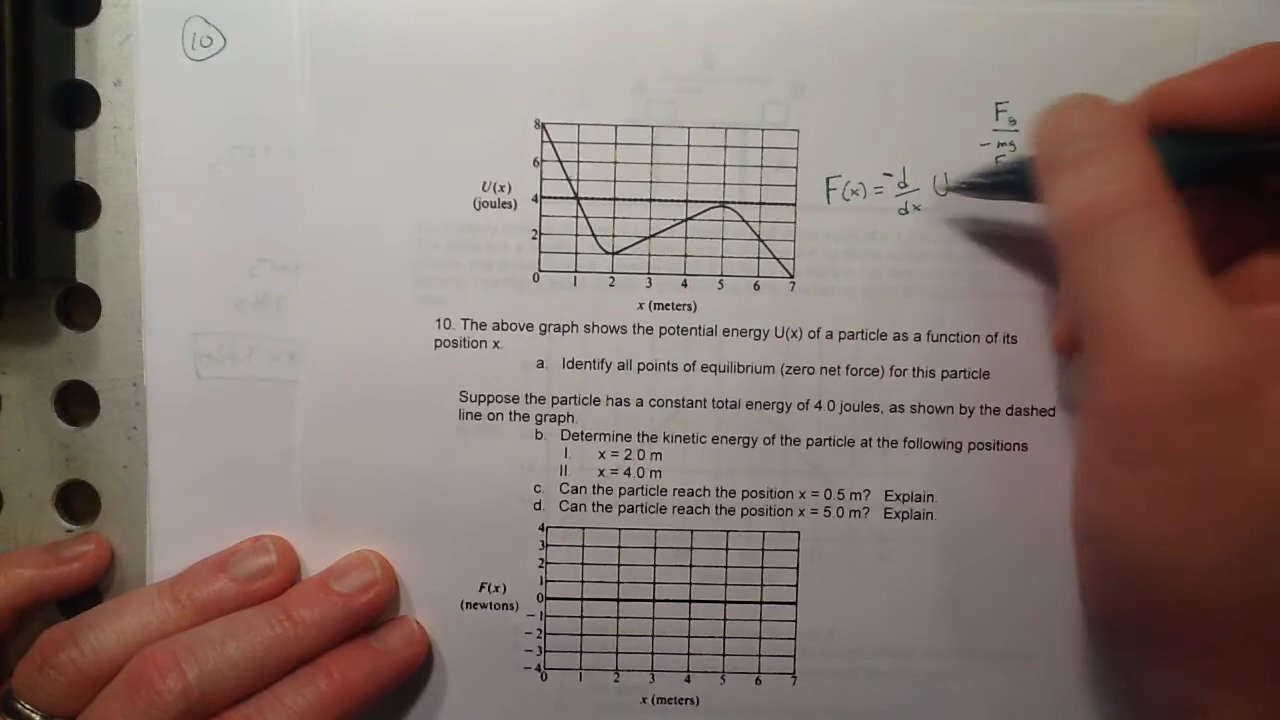 10
8
6
4
2
0
U(x)
(joules)
1 2 3 4 5 6 7
x (meters)
F(x) = -d/dx U
F
-mg
F
10. The above graph shows the potential energy U(x) of a particle as a function of its
position x.
a. Identify all points of equilibrium (zero net force) for this particle
Suppose the particle has a constant total energy of 4.0 joules, as shown by the dashed
line on the graph.
b. Determine the kinetic energy of the particle at the following positions
I. x = 2.0 m
II x = 4.0 m
c. Can the particle reach the position x = 0.5 m? Explain.
d. Can the particle reach the position x = 5.0 m? Explain.
4
3
2
1
0
-1
-2
-3
-4
F(x)
(newtons)
0 1 2 3 4 5 6 7
x (meters)